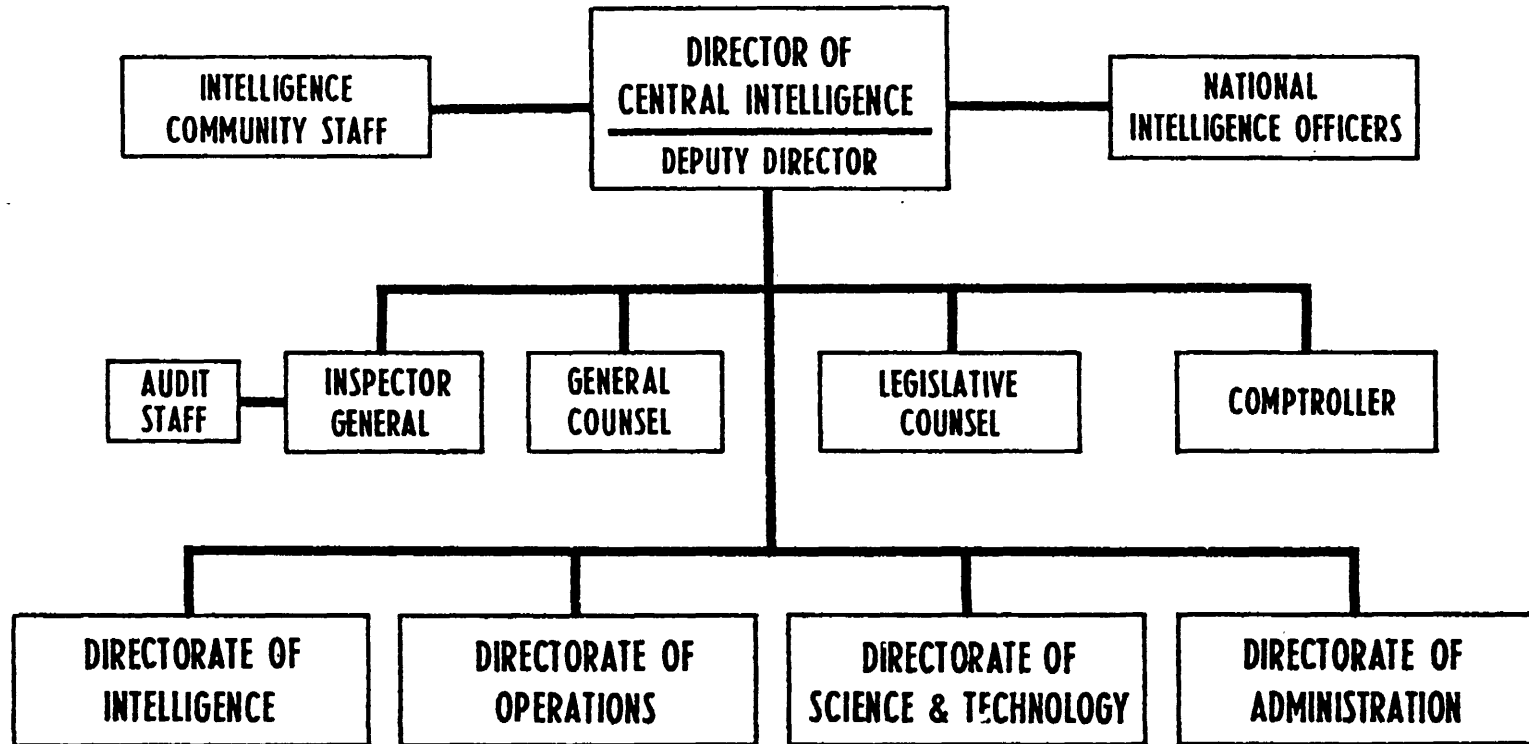 DIRECTOR OF
CENTRAL INTELLIGENCE
DEPUTY DIRECTOR
INTELLIGENCE
COMMUNITY STAFF
NATIONAL
INTELLIGENCE OFFICERS
AUDIT
STAFF
INSPECTOR
GENERAL
GENERAL
COUNSEL
LEGISLATIVE
COUNSEL
COMPTROLLER
DIRECTORATE OF
INTELLIGENCE
DIRECTORATE OF
OPERATIONS
DIRECTORATE OF
SCIENCE & TECHNOLOGY
DIRECTORATE OF
ADMINISTRATION